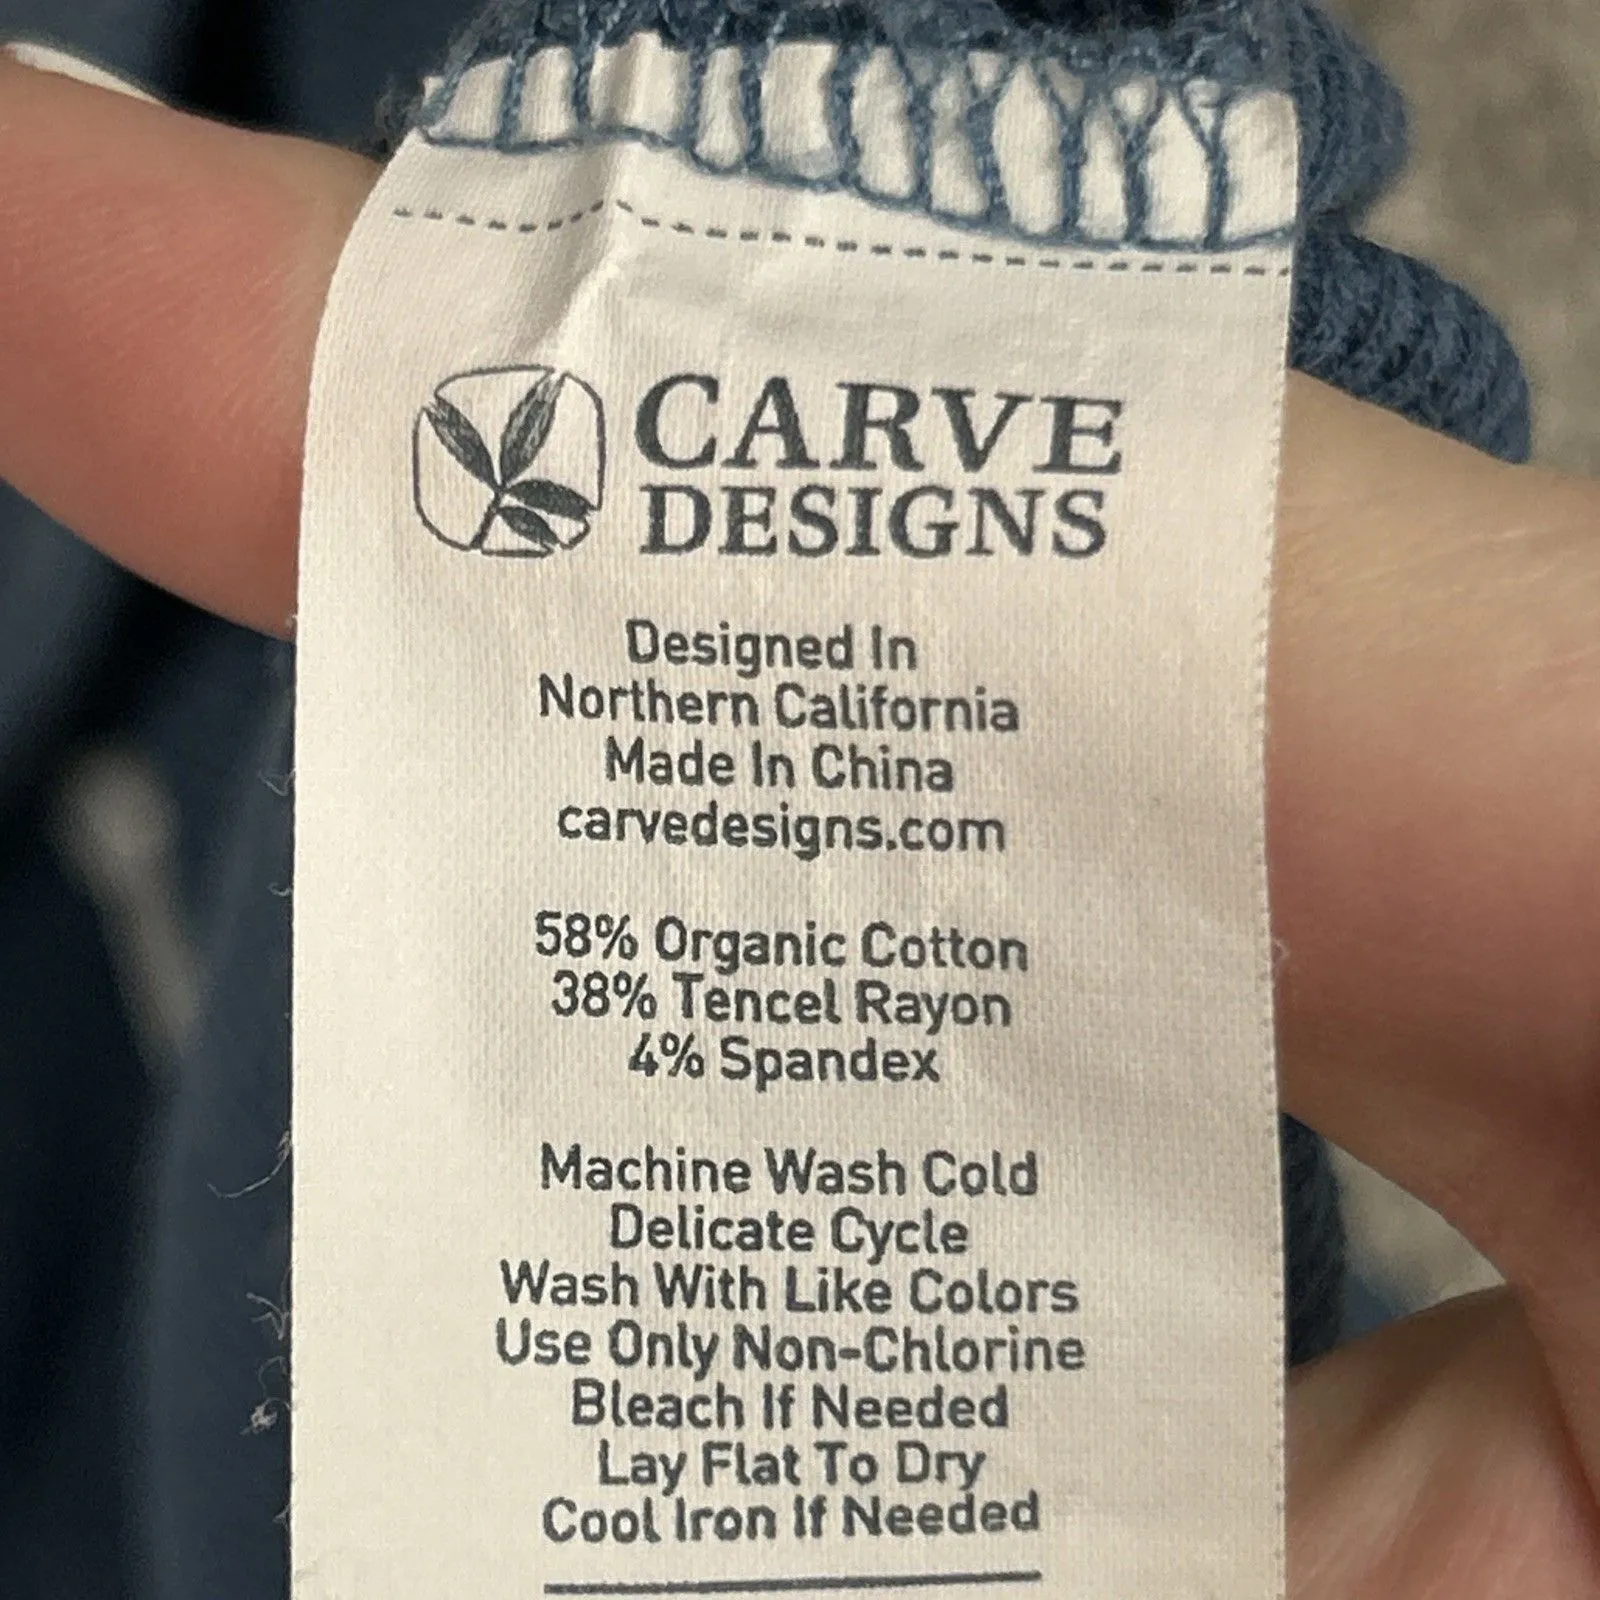 CARVE
DESIGNS
Designed In
Northern California
Made In China
carvedesigns.com
58% Organic Cotton
38% Tencel Rayon
4% Spandex
Machine Wash Cold
Delicate Cycle
Wash With Like Colors
Use Only Non-Chlorine
Bleach If Needed
Lay Flat To Dry
Cool Iron If Needed